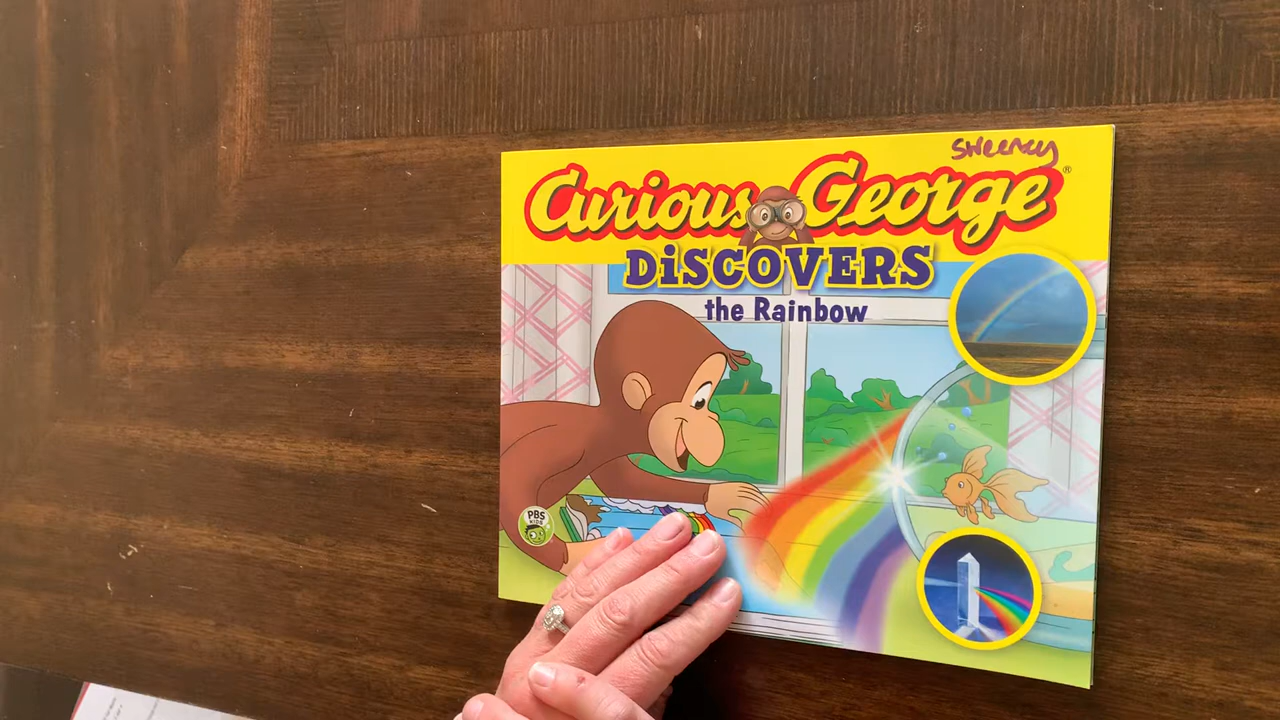 Sweeney
Curious George®
DiSCOVERS
the Rainbow
PBS
KIDS